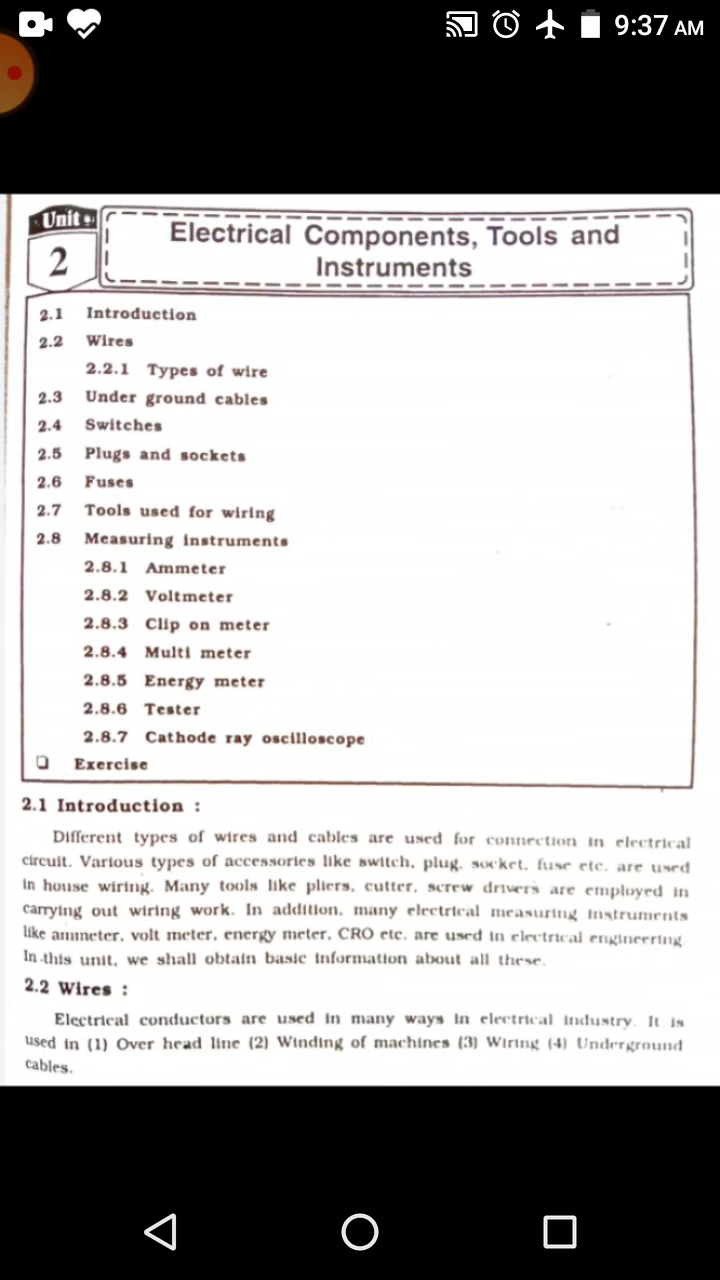 9:37 AM
Unit
2
Electrical Components, Tools and
Instruments
2.1 Introduction
2.2 Wires
2.2.1 Types of wire
2.3 Under ground cables
2.4 Switches
2.5 Plugs and sockets
2.6 Fuses
2.7 Tools used for wiring
2.8 Measuring instruments
2.8.1 Ammeter
2.8.2 Voltmeter
2.8.3 Clip on meter
2.8.4 Multi meter
2.8.5 Energy meter
2.8.6 Tester
2.8.7 Cathode ray oscilloscope
❑ Exercise
2.1 Introduction :
Different types of wires and cables are used for connection in electrical
circuit. Various types of accessories like switch, plug, socket, fuse etc. are used
in house wiring. Many tools like pliers, cutter, screw drivers are employed in
carrying out wiring work. In addition, many electrical measuring instruments
like ammeter, volt meter, energy meter, CRO etc. are used in electrical engineering
In this unit, we shall obtain basic information about all these.
2.2 Wires :
Electrical conductors are used in many ways in electrical industry. It is
used in (1) Over head line (2) Winding of machines (3) Wiring (4) Underground
cables.